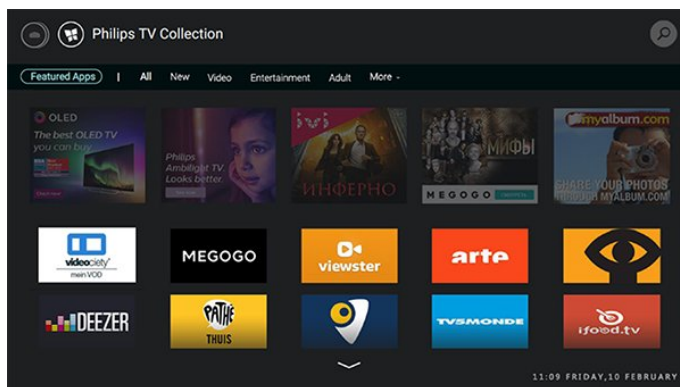 Philips TV Collection
Featured Apps | All New Video Entertainment Adult More
OLED
The best OLED TV
you can buy
Philips
Ambilight TV.
Looks better.
ivi
ИНФЕРНО
МИФЫ
MEGOGO
myalbum.com
SHARE YOUR PHOTOS
THROUGH MYALBUM.COM
videociety
mein VOD
MEGOGO
viewster
arte
DEEZER
PATHÉ
THUIS
TV5MONDE
ifood.tv
11:09 FRIDAY,10 FEBRUARY